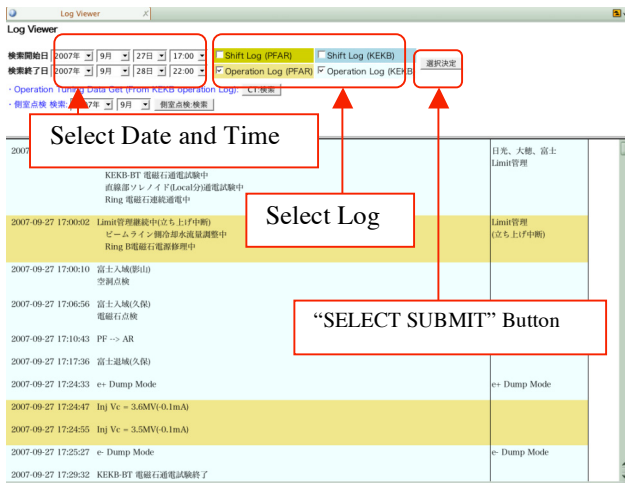 Log Viewer X
Log Viewer
検索開始日 2007年 9月 27日 17:00 Shift Log (PFAR) Shift Log (KEKB)
検索終了日 2007年 9月 28日 22:00 Operation Log (PFAR) Operation Log (KEKB
選択決定
・Operation Tuning Data Get (From KEKB operation Log): CT:検索
・側室点検 検索: 7年 9月 側室点検:検索
Select Date and Time
Select Log
"SELECT SUBMIT" Button
2007 日光、大穂、富士
Limit管理
KEKB-BT 電磁石通電試験中
直線部ソレノイド(Local分)通電試験中
Ring 電磁石連続通電中
2007-09-27 17:00:02 Limit管理継続中(立ち上げ中断) Limit管理
ビームライン側冷却水流量調整中 (立ち上げ中断)
Ring B電磁石電源修理中
2007-09-27 17:00:10 富士入域(影山)
空洞点検
2007-09-27 17:06:56 富士入域(久保)
電磁石点検
2007-09-27 17:10:43 PF --> AR
2007-09-27 17:17:36 富士退域(久保)
2007-09-27 17:24:33 e+ Dump Mode e+ Dump Mode
2007-09-27 17:24:47 Inj Vc = 3.6MV(-0.1mA)
2007-09-27 17:24:55 Inj Vc = 3.5MV(-0.1mA)
2007-09-27 17:25:27 e- Dump Mode e- Dump Mode
2007-09-27 17:29:32 KEKB-BT 電磁石通電試験終了